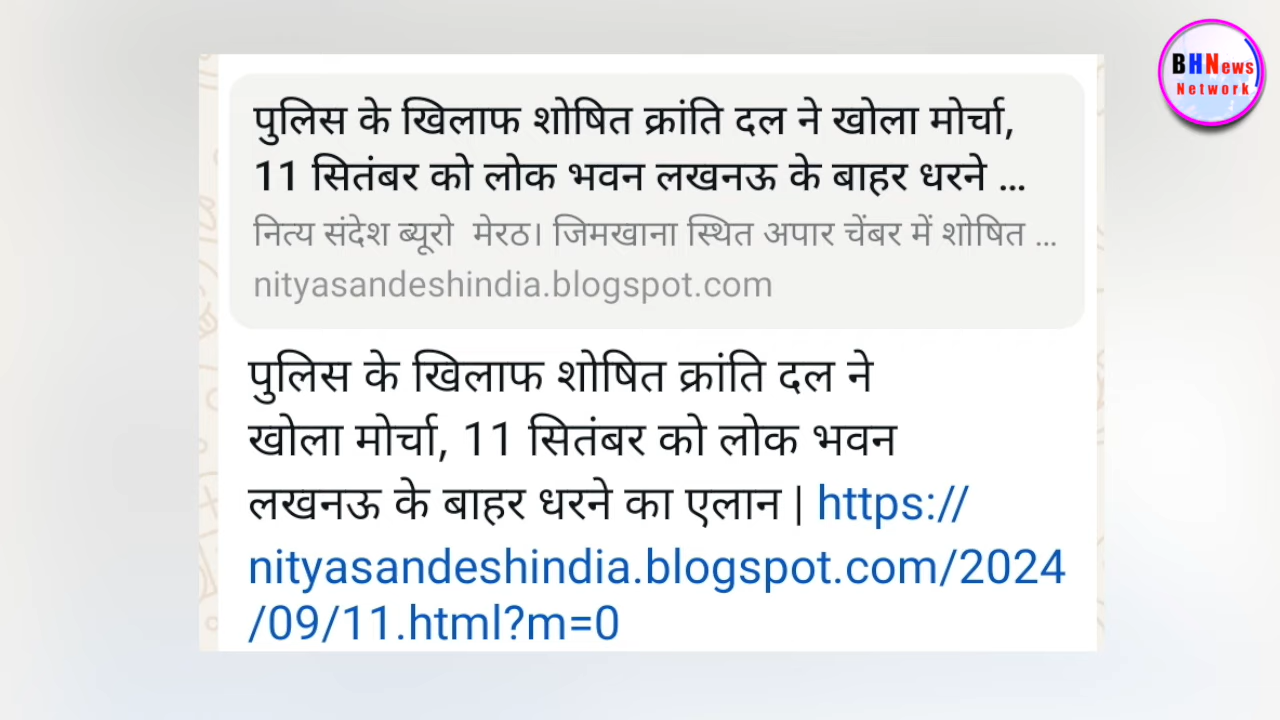 BHNews
Network
पुलिस के खिलाफ शोषित क्रांति दल ने खोला मोर्चा,
11 सितंबर को लोक भवन लखनऊ के बाहर धरने ...
नित्य संदेश ब्यूरो  मेरठ। जिमखाना स्थित अपार चेंबर में शोषित ...
nityasandeshindia.blogspot.com
पुलिस के खिलाफ शोषित क्रांति दल ने
खोला मोर्चा, 11 सितंबर को लोक भवन
लखनऊ के बाहर धरने का एलान | https://
nityasandeshindia.blogspot.com/2024
/09/11.html?m=0